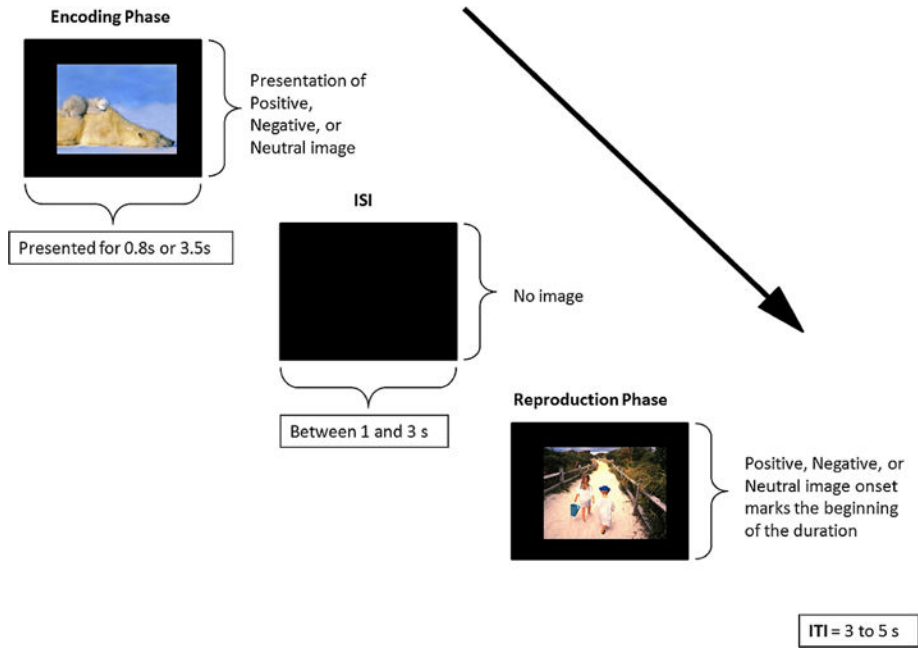 Encoding Phase
Presentation of
Positive,
Negative, or
Neutral image
Presented for 0.8s or 3.5s
ISI
No image
Between 1 and 3 s
Reproduction Phase
Positive, Negative, or
Neutral image onset
marks the beginning
of the duration
ITI = 3 to 5 s